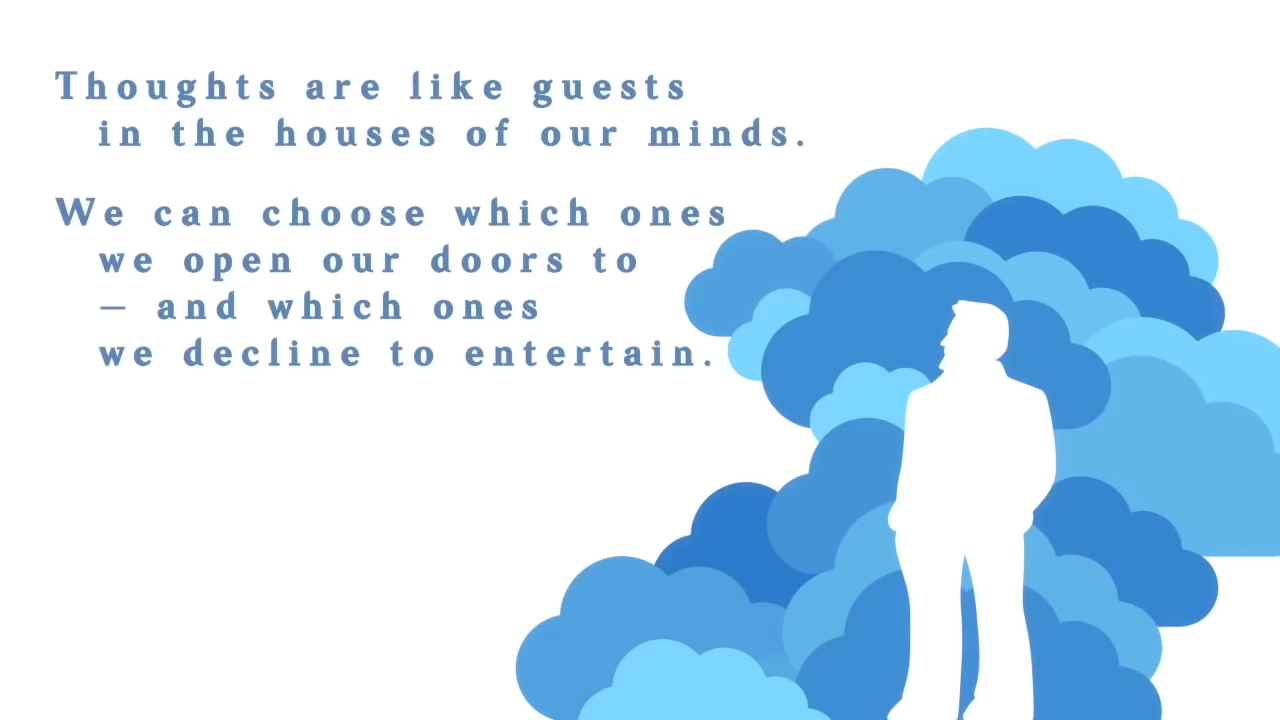 Thoughts are like guests
in the houses of our minds.
We can choose which ones
we open our doors to
— and which ones
we decline to entertain.